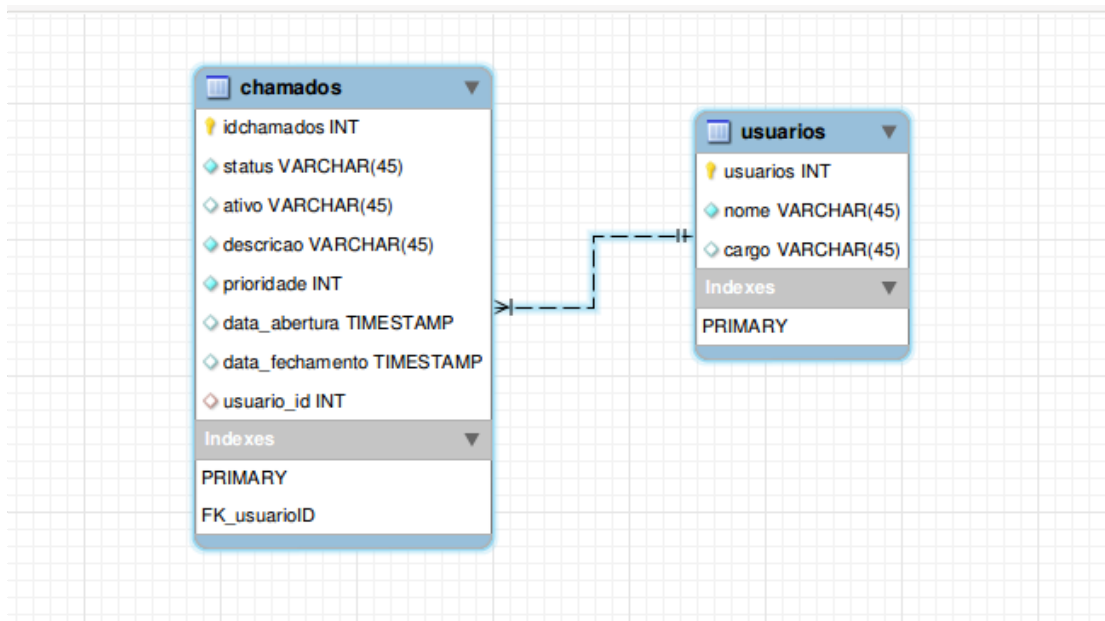 chamados
idchamados INT
status VARCHAR(45)
ativo VARCHAR(45)
descricao VARCHAR(45)
prioridade INT
data_abertura TIMESTAMP
data_fechamento TIMESTAMP
usuario_id INT
Indexes
PRIMARY
FK_usuarioID
usuarios
usuarios INT
nome VARCHAR(45)
cargo VARCHAR(45)
Indexes
PRIMARY